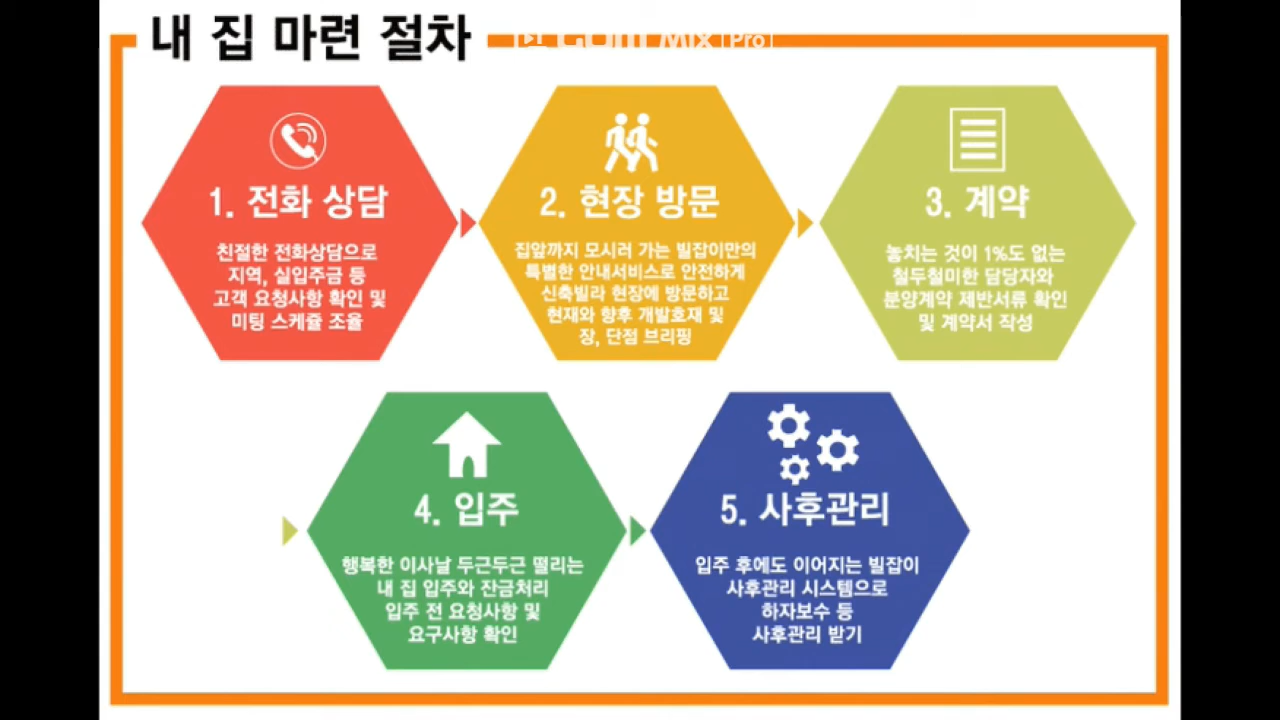 내 집 마련 절차
GOM Mix [Pro]
1. 전화 상담
친절한 전화상담으로
지역, 실입주금 등
고객 요청사항 확인 및
미팅 스케쥴 조율
2. 현장 방문
집앞까지 모시러 가는 빌잡이만의
특별한 안내서비스로 안전하게
신축빌라 현장에 방문하고
현재와 향후 개발호재 및
장, 단점 브리핑
3. 계약
놓치는 것이 1%도 없는
철두철미한 담당자와
분양계약 제반서류 확인
및 계약서 작성
4. 입주
행복한 이사날 두근두근 떨리는
내 집 입주와 잔금처리
입주 전 요청사항 및
요구사항 확인
5. 사후관리
입주 후에도 이어지는 빌잡이
사후관리 시스템으로
하자보수 등
사후관리 받기